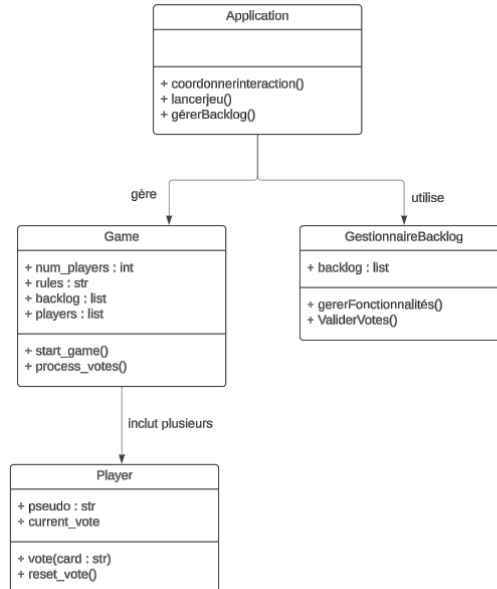 Application
+ coordonnerinteraction()
+ lancerjeu()
+ gérerBacklog()
gère
utilise
Game
+ num_players : int
+ rules : str
+ backlog : list
+ players : list
+ start_game()
+ process_votes()
GestionnaireBacklog
+ backlog : list
+ gererFonctionnalités()
+ ValiderVotes()
inclut plusieurs
Player
+ pseudo : str
+ current_vote
+ vote(card : str)
+ reset_vote()